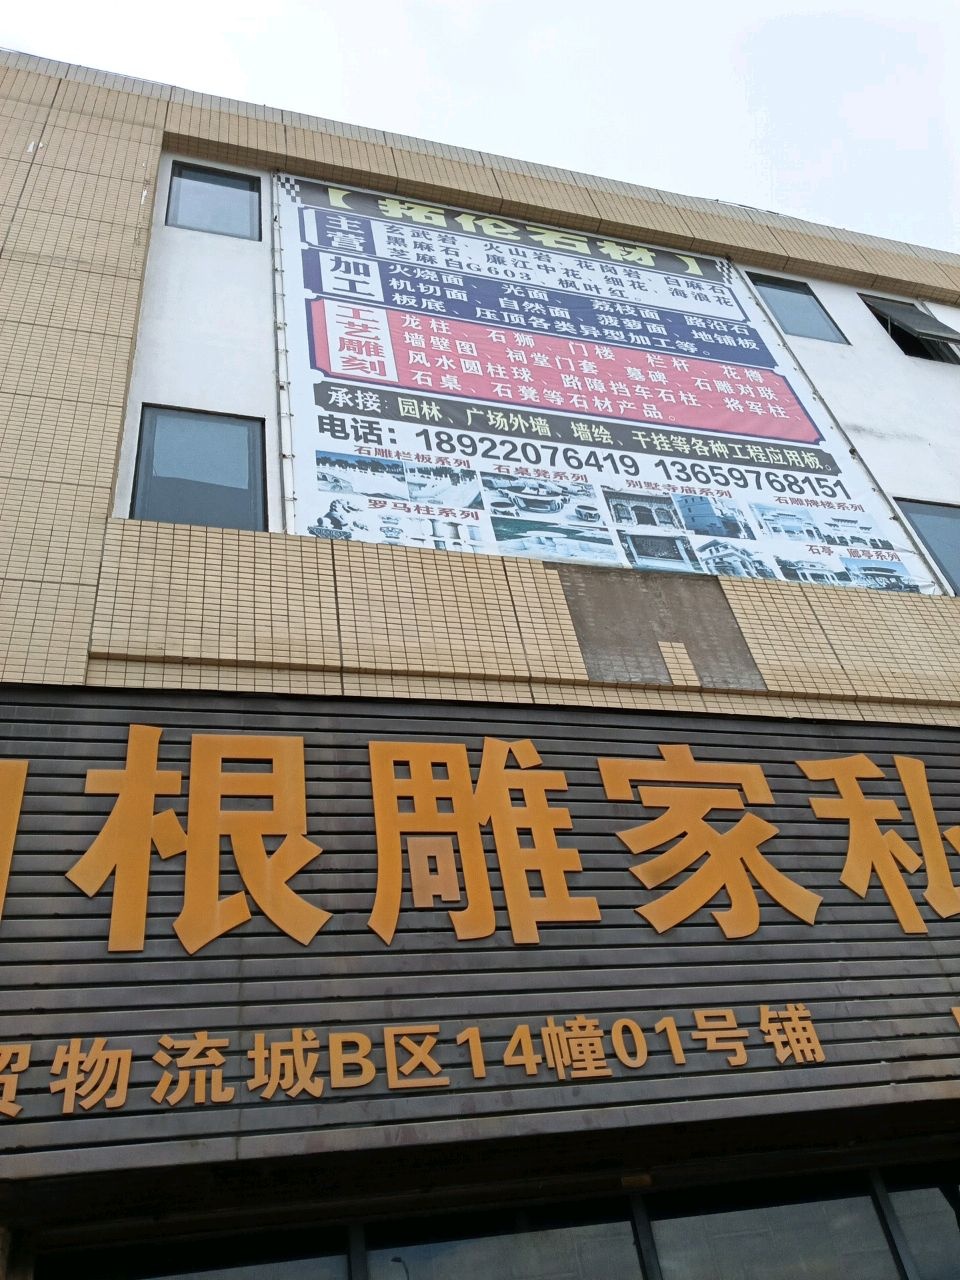 【拓伦石材】
主营
玄武岩、火山岩、花岗岩、白麻石
黑麻石、廉江中花、细花、海浪花
芝麻白G603、枫叶红。
加工
火烧面、光面、荔枝面、路沿石
机切面、自然面、菠萝面、地铺板
板底、压顶各类异型加工等。
工艺雕刻
龙柱、石狮、门楼、栏杆、花樽、
墙壁图、祠堂门套、墓碑、石雕对联、
风水圆柱球、路障挡车石柱、将军柱、
石桌、石凳等石材产品。
承接:园林、广场外墙、墙绘、干挂等各种工程应用板。
电话：18922076419 13659768151
石雕栏板系列 石桌凳系列 别墅寺庙系列 石雕牌楼系列
罗马柱系列 石亭、廊亭系列
根雕家私
贸物流城B区14幢01号铺